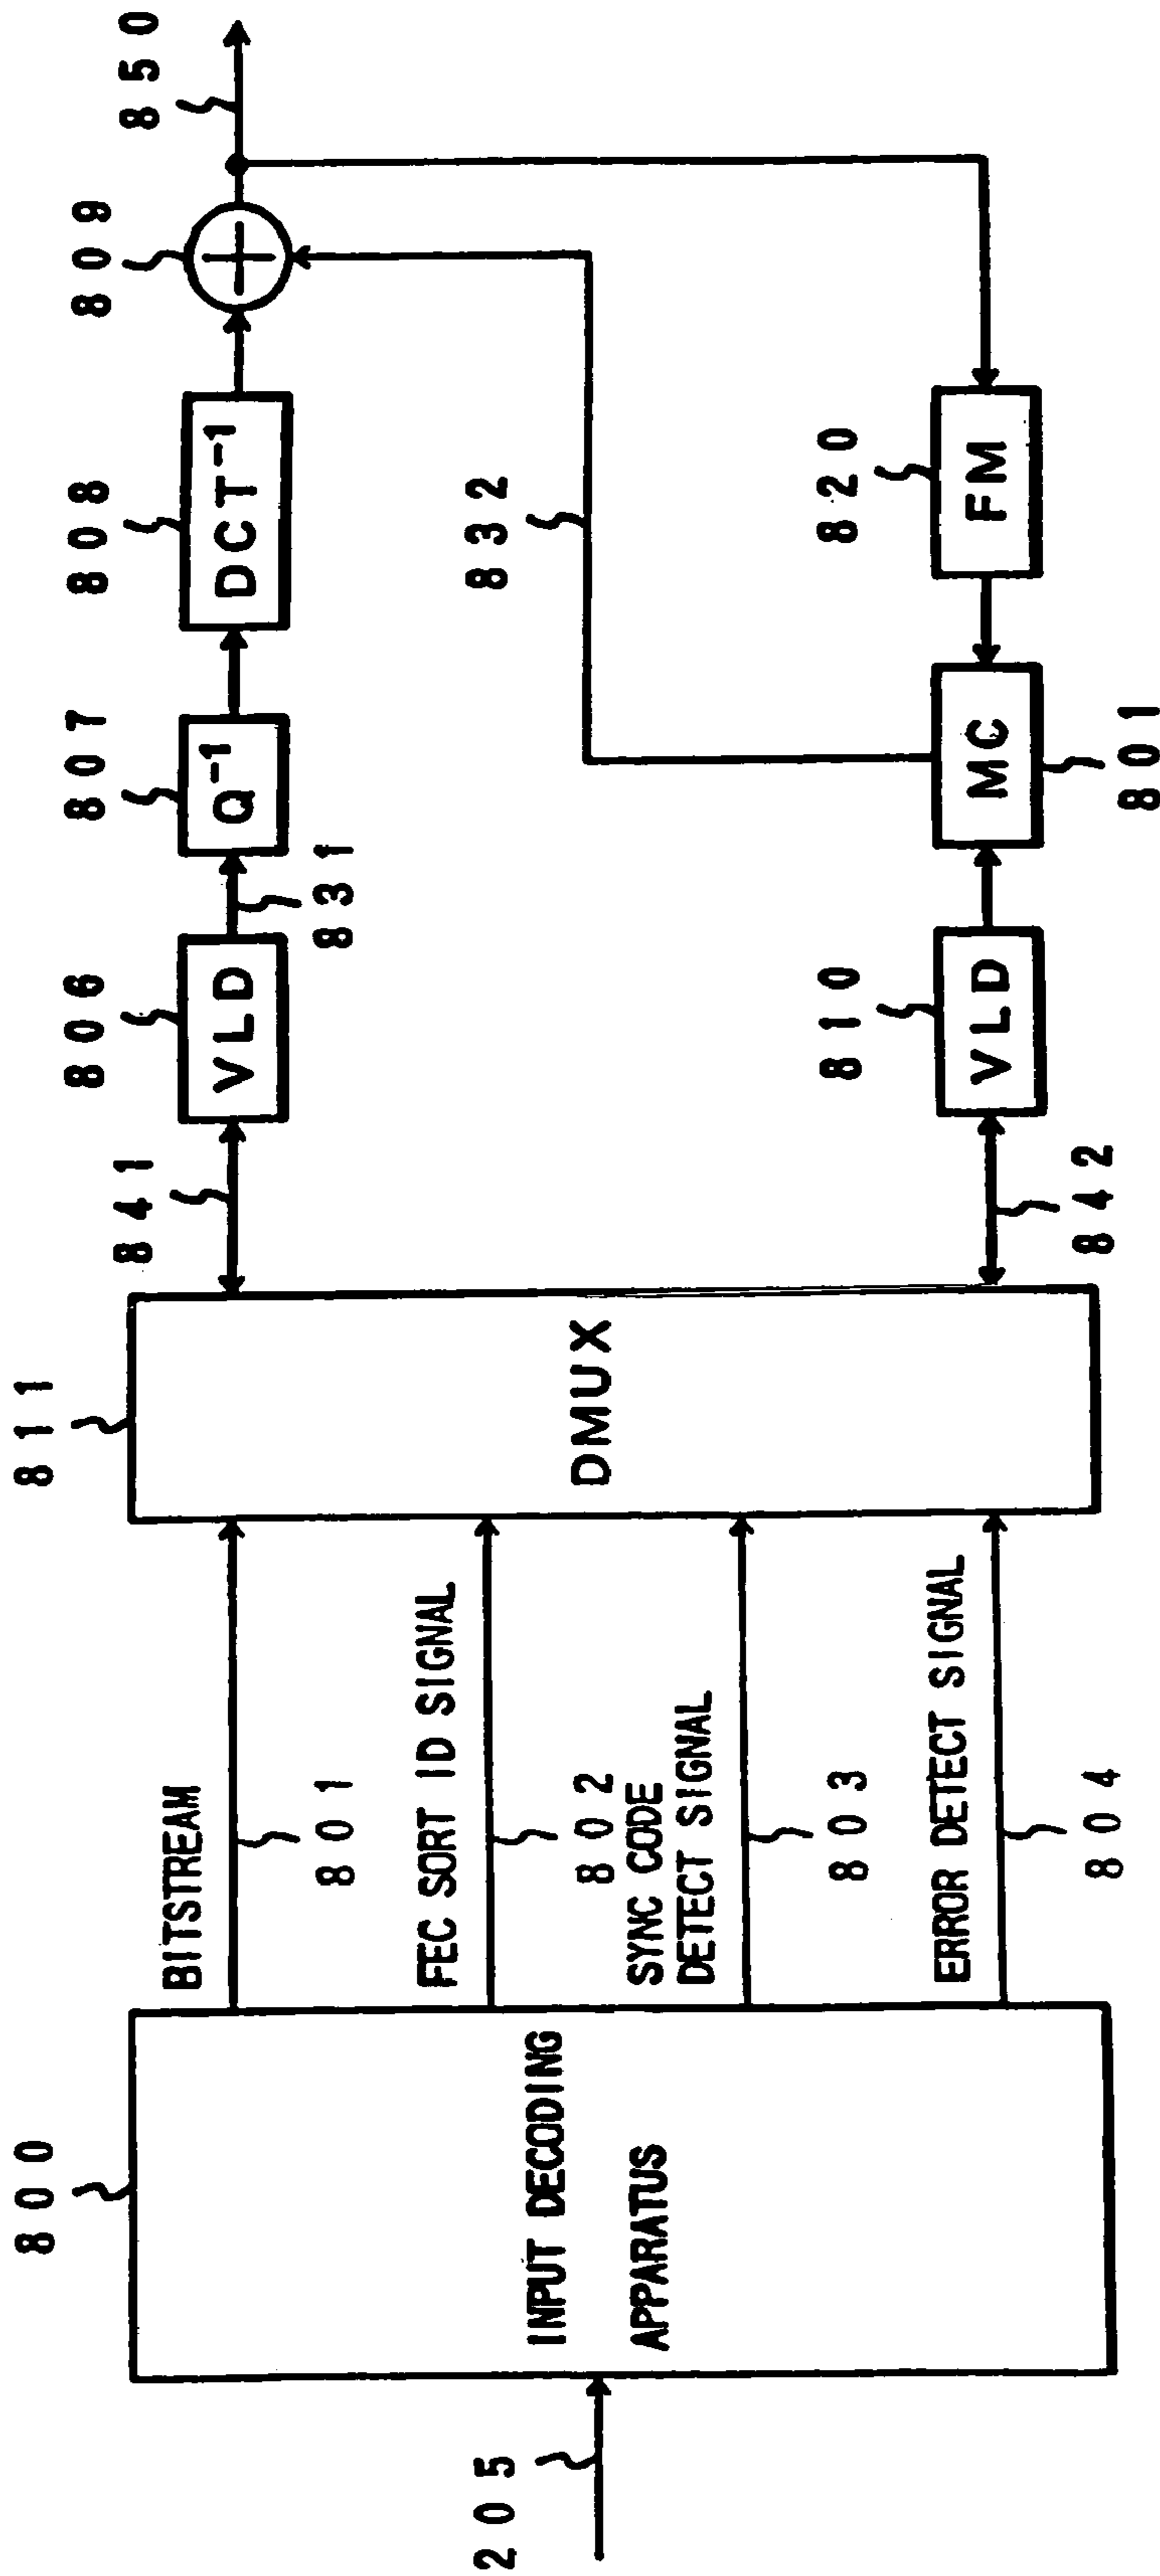 205
800
INPUT DECODING
APPARATUS
BITSTREAM
801
FEC SORT ID SIGNAL
802
SYNC CODE
DETECT SIGNAL
803
ERROR DETECT SIGNAL
804
811
DMUX
841
806
VLD
831
807
Q⁻¹
808
DCT⁻¹
809
850
832
842
810
VLD
MC
801
820
FM